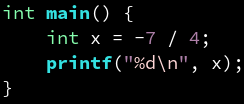 int main() {
    int x = -7 / 4;
    printf("%d\n", x);
}